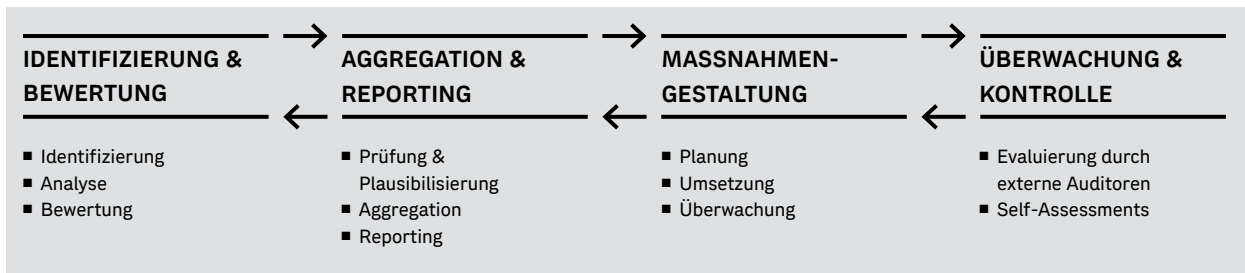 IDENTIFIZIERUNG &
BEWERTUNG
■ Identifizierung
■ Analyse
■ Bewertung
AGGREGATION &
REPORTING
■ Prüfung &
Plausibilisierung
■ Aggregation
■ Reporting
MASSNAHMEN-
GESTALTUNG
■ Planung
■ Umsetzung
■ Überwachung
ÜBERWACHUNG &
KONTROLLE
■ Evaluierung durch
externe Auditoren
■ Self-Assessments